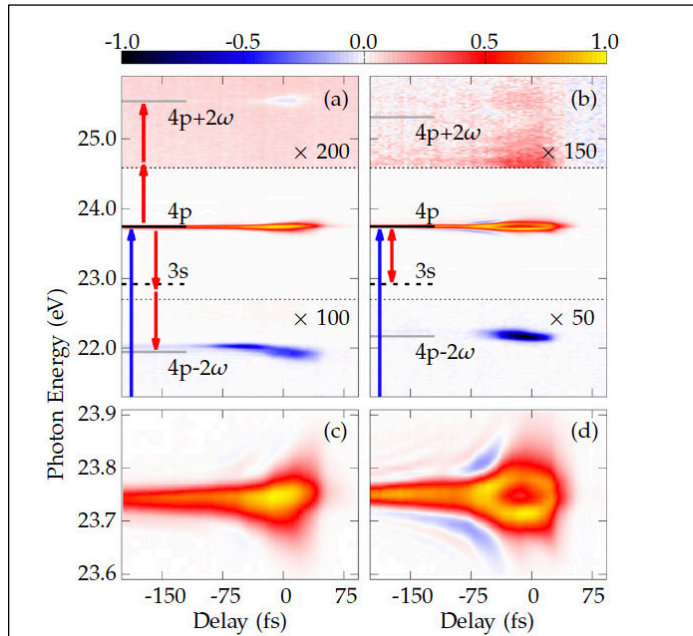 -1.0 -0.5 0.0 0.5 1.0
(a) (b)
4p+2ω 4p+2ω
× 200 × 150
4p 4p
3s 3s
× 100 × 50
4p-2ω 4p-2ω
25.0
24.0
23.0
22.0
Photon Energy (eV)
(c) (d)
23.9
23.8
23.7
23.6
-150 -75 0 75 -150 -75 0 75
Delay (fs) Delay (fs)